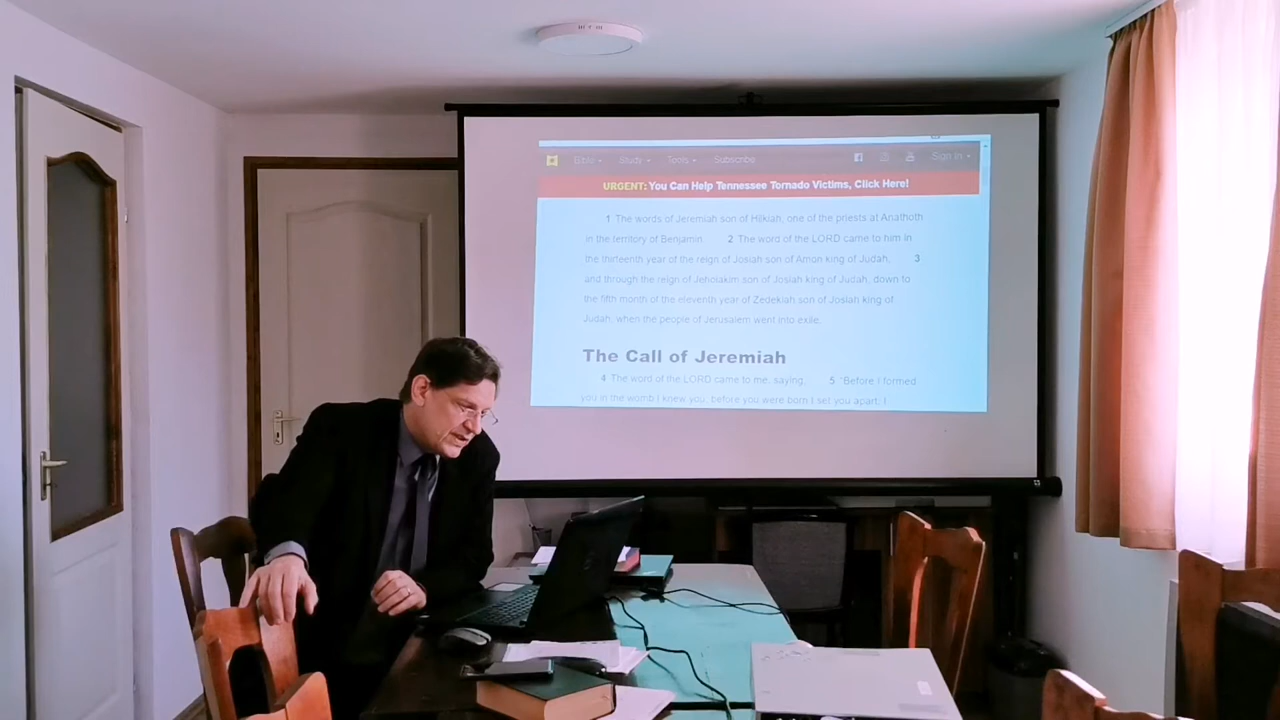 Bible Study Tools Subscribe Sign In
URGENT: You Can Help Tennessee Tornado Victims, Click Here!
1 The words of Jeremiah son of Hilkiah, one of the priests at Anathoth
in the territory of Benjamin. 2 The word of the LORD came to him in
the thirteenth year of the reign of Josiah son of Amon king of Judah, 3
and through the reign of Jehoiakim son of Josiah king of Judah, down to
the fifth month of the eleventh year of Zedekiah son of Josiah king of
Judah, when the people of Jerusalem went into exile.
The Call of Jeremiah
4 The word of the LORD came to me, saying, 5 "Before I formed
you in the womb I knew you, before you were born I set you apart; I